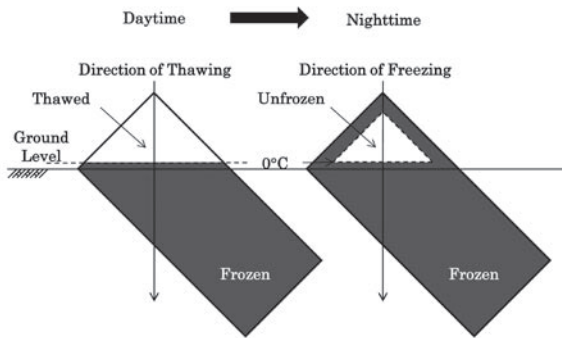 Daytime
Nighttime
Direction of Thawing
Direction of Freezing
Thawed
Unfrozen
Ground
Level
0°C
Frozen
Frozen